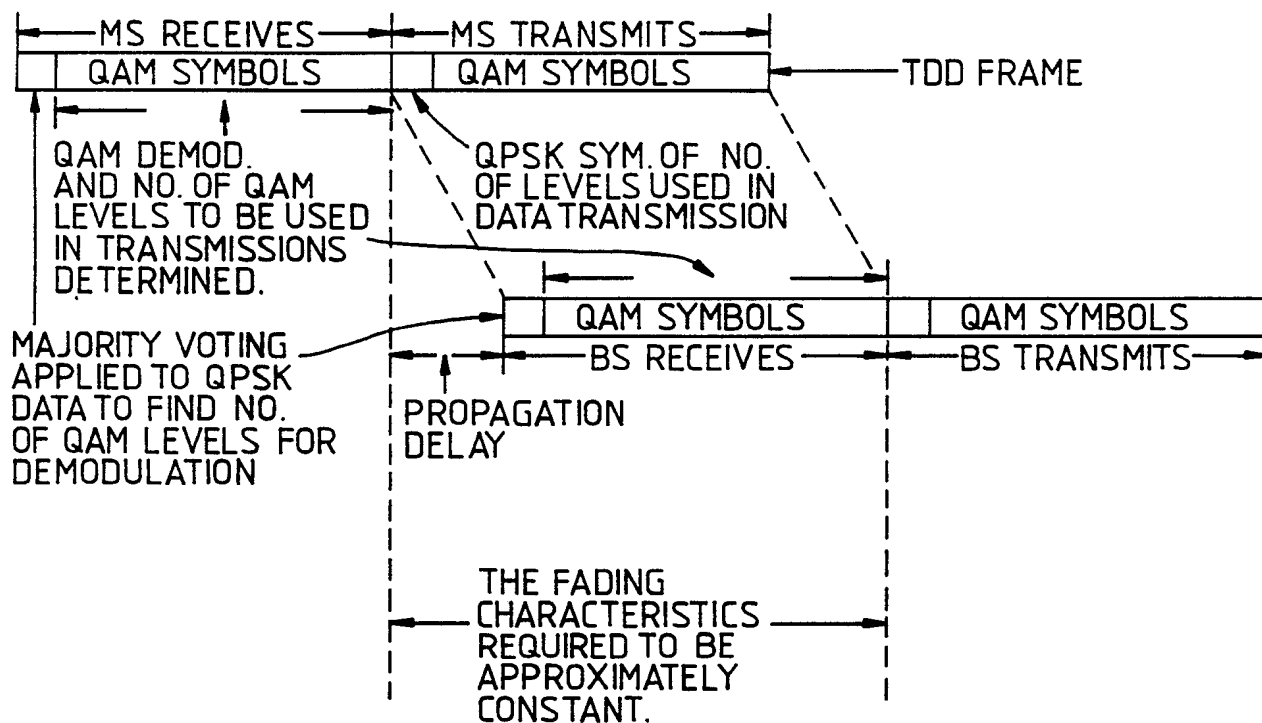 MS RECEIVES
MS TRANSMITS
QAM SYMBOLS
QAM SYMBOLS
TDD FRAME
QAM DEMOD.
AND NO. OF QAM
LEVELS TO BE USED
IN TRANSMISSIONS
DETERMINED.
QPSK SYM. OF NO.
OF LEVELS USED IN
DATA TRANSMISSION
QAM SYMBOLS
QAM SYMBOLS
BS RECEIVES
BS TRANSMITS
MAJORITY VOTING
APPLIED TO QPSK
DATA TO FIND NO.
OF QAM LEVELS FOR
DEMODULATION
PROPAGATION
DELAY
THE FADING
CHARACTERISTICS
REQUIRED TO BE
APPROXIMATELY
CONSTANT.